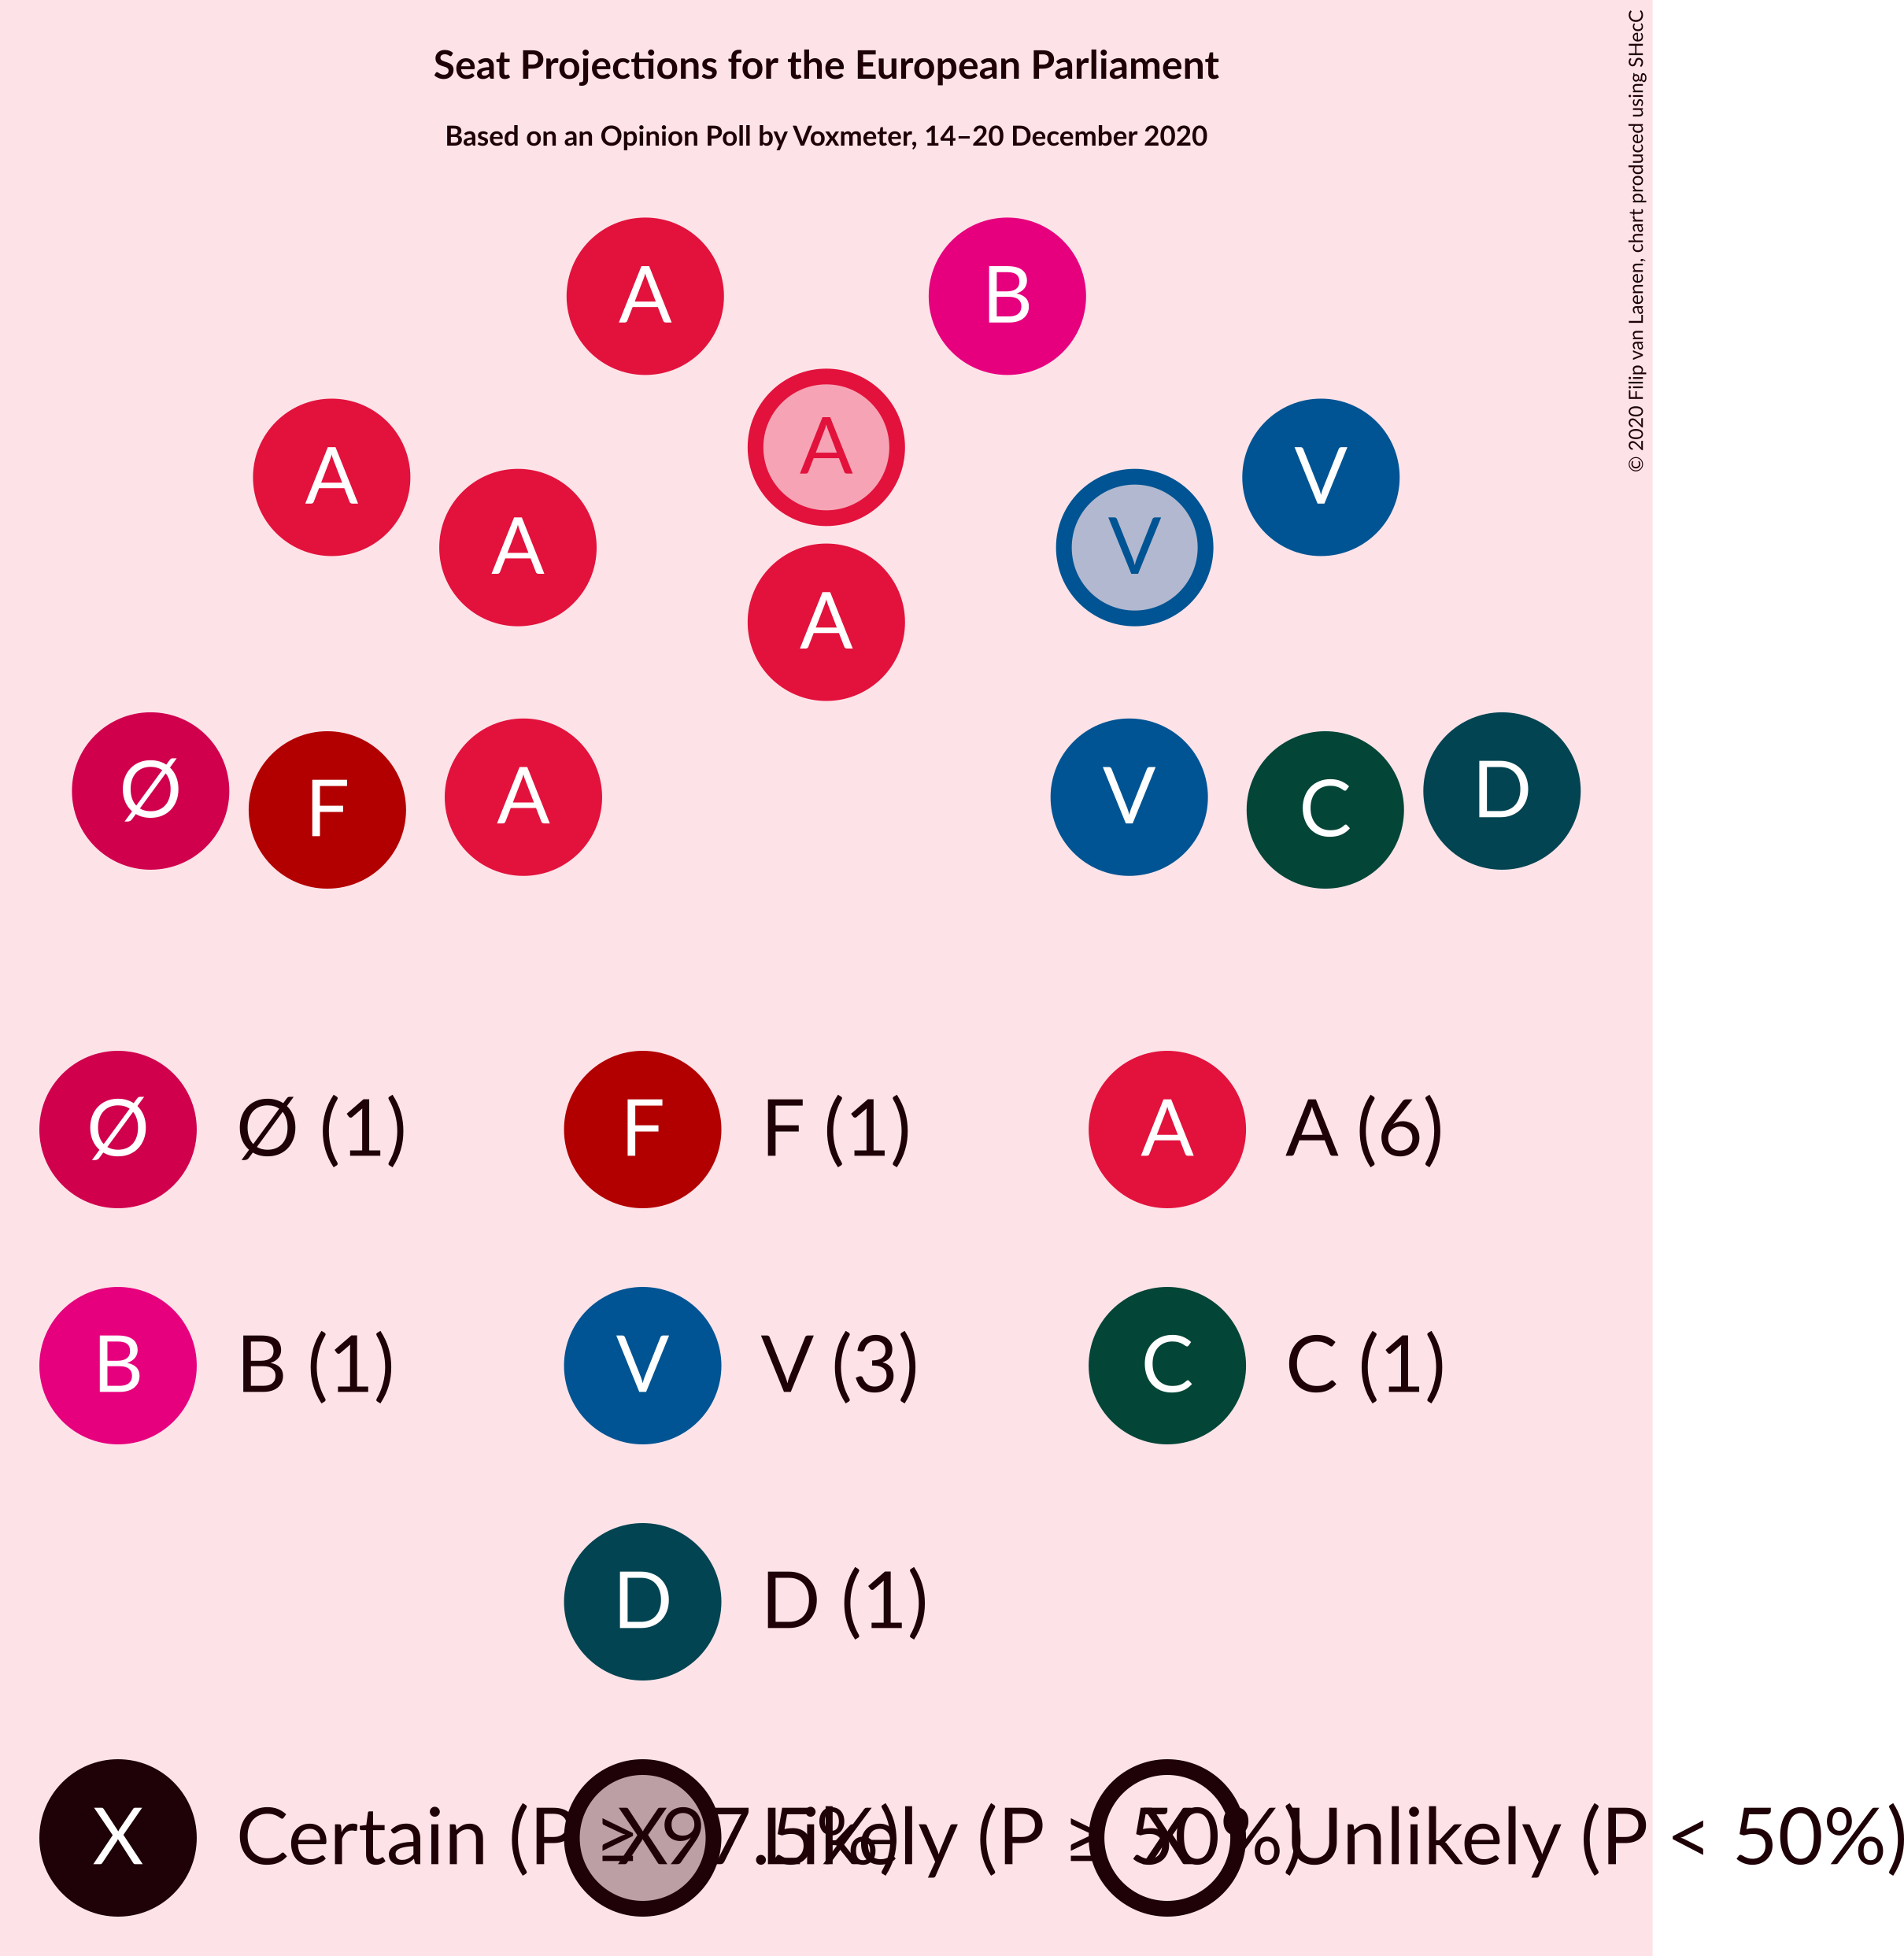 Seat Projections for the European Parliament
Based on an Opinion Poll by Voxmeter, 14–20 December 2020
© 2020 Filip van Laenen, chart produced using SHecC
A
B
A
A
V
A
V
A
Ø
F
A
V
C
D
Ø Ø (1)
F F (1)
A A (6)
B B (1)
V V (3)
C C (1)
D D (1)
X Certain (P ≥ 97.5%)
X Likely (P ≥ 50%)
X Unlikely (P < 50%)